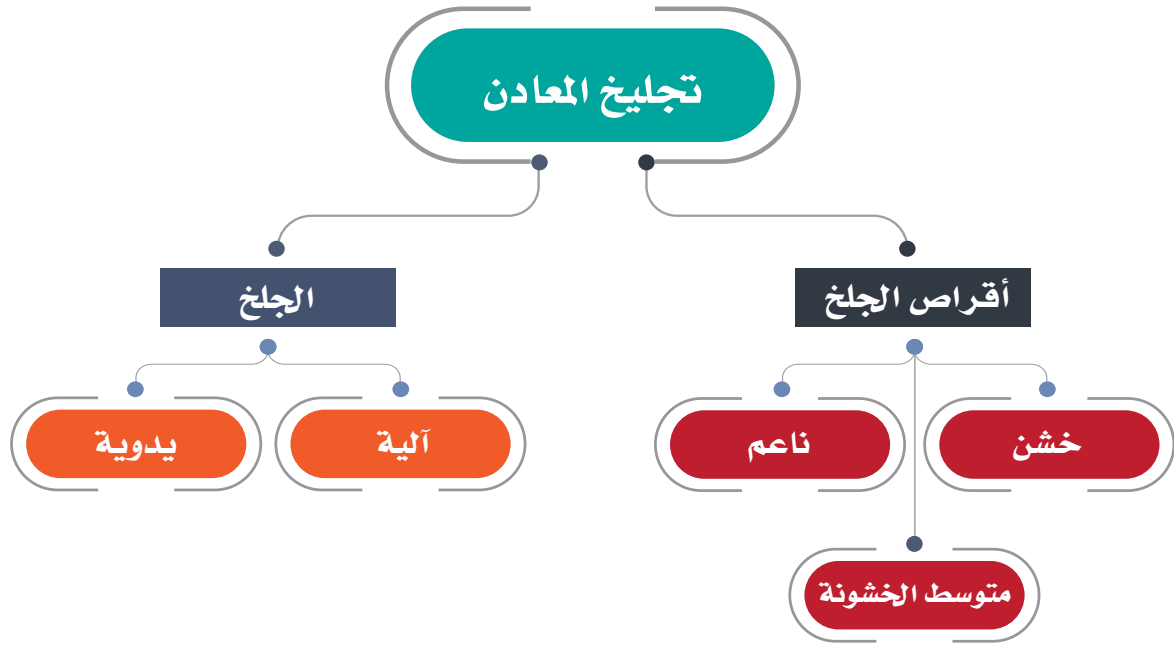 تجليخ المعادن
أقراص الجلخ
الجلخ
خشن
ناعم
آلية
يدوية
متوسط الخشونة